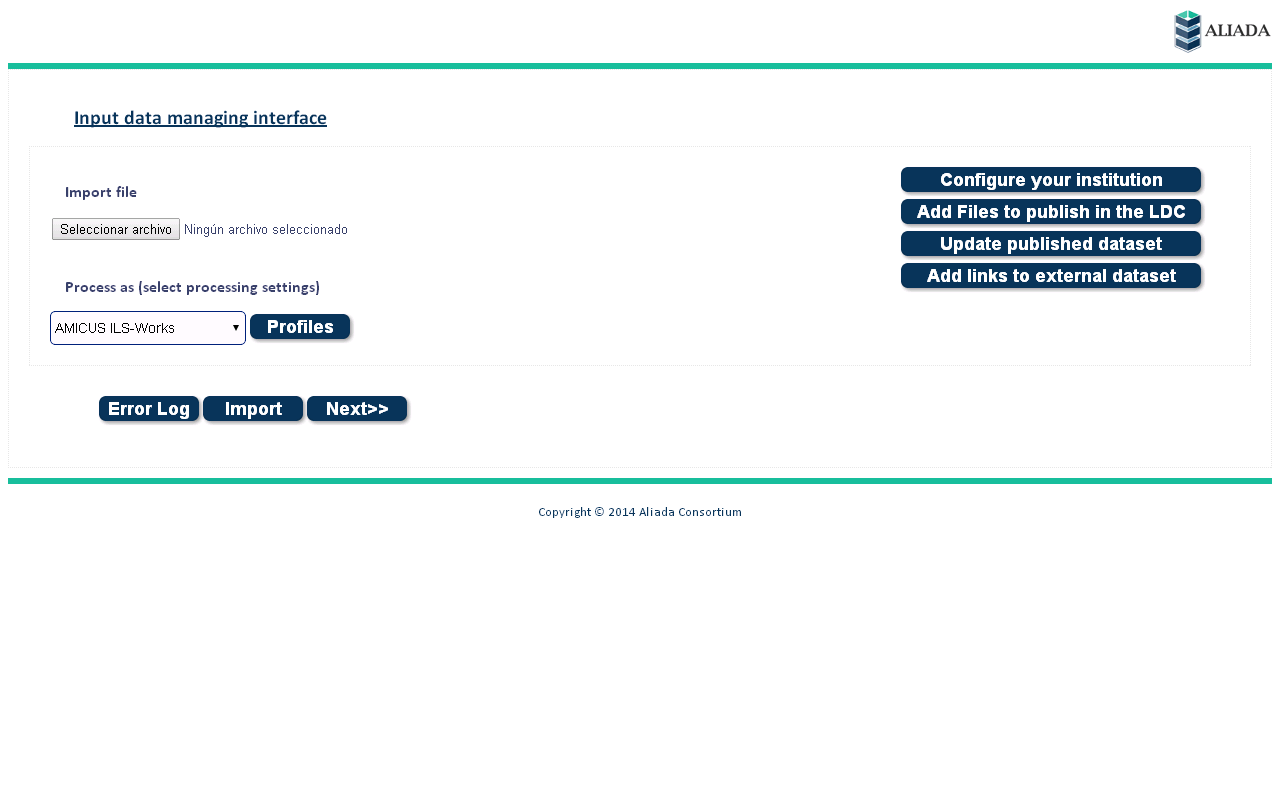 ALIADA
Input data managing interface
Import file
Seleccionar archivo Ningún archivo seleccionado
Process as (select processing settings)
AMICUS ILS-Works Profiles
Configure your institution
Add Files to publish in the LDC
Update published dataset
Add links to external dataset
Error Log Import Next>>
Copyright © 2014 Aliada Consortium